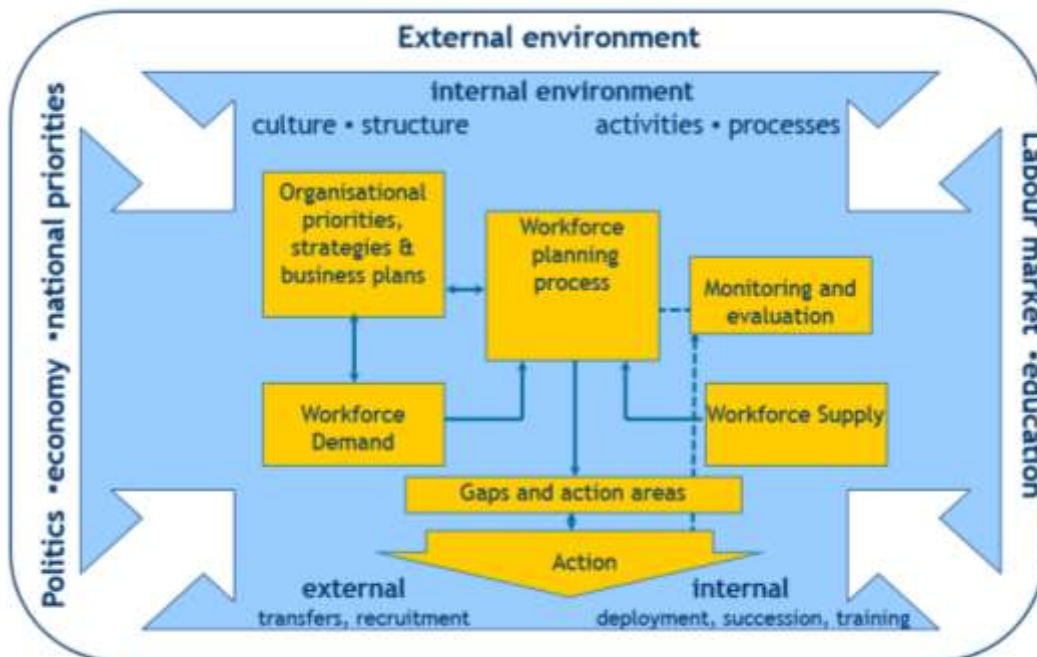 External environment
internal environment
culture • structure
activities • processes
Politics •economy •national priorities
Labour market •education
Organisational
priorities,
strategies &
business plans
Workforce
planning
process
Monitoring and
evaluation
Workforce
Demand
Workforce Supply
Gaps and action areas
Action
external
transfers, recruitment
internal
deployment, succession, training